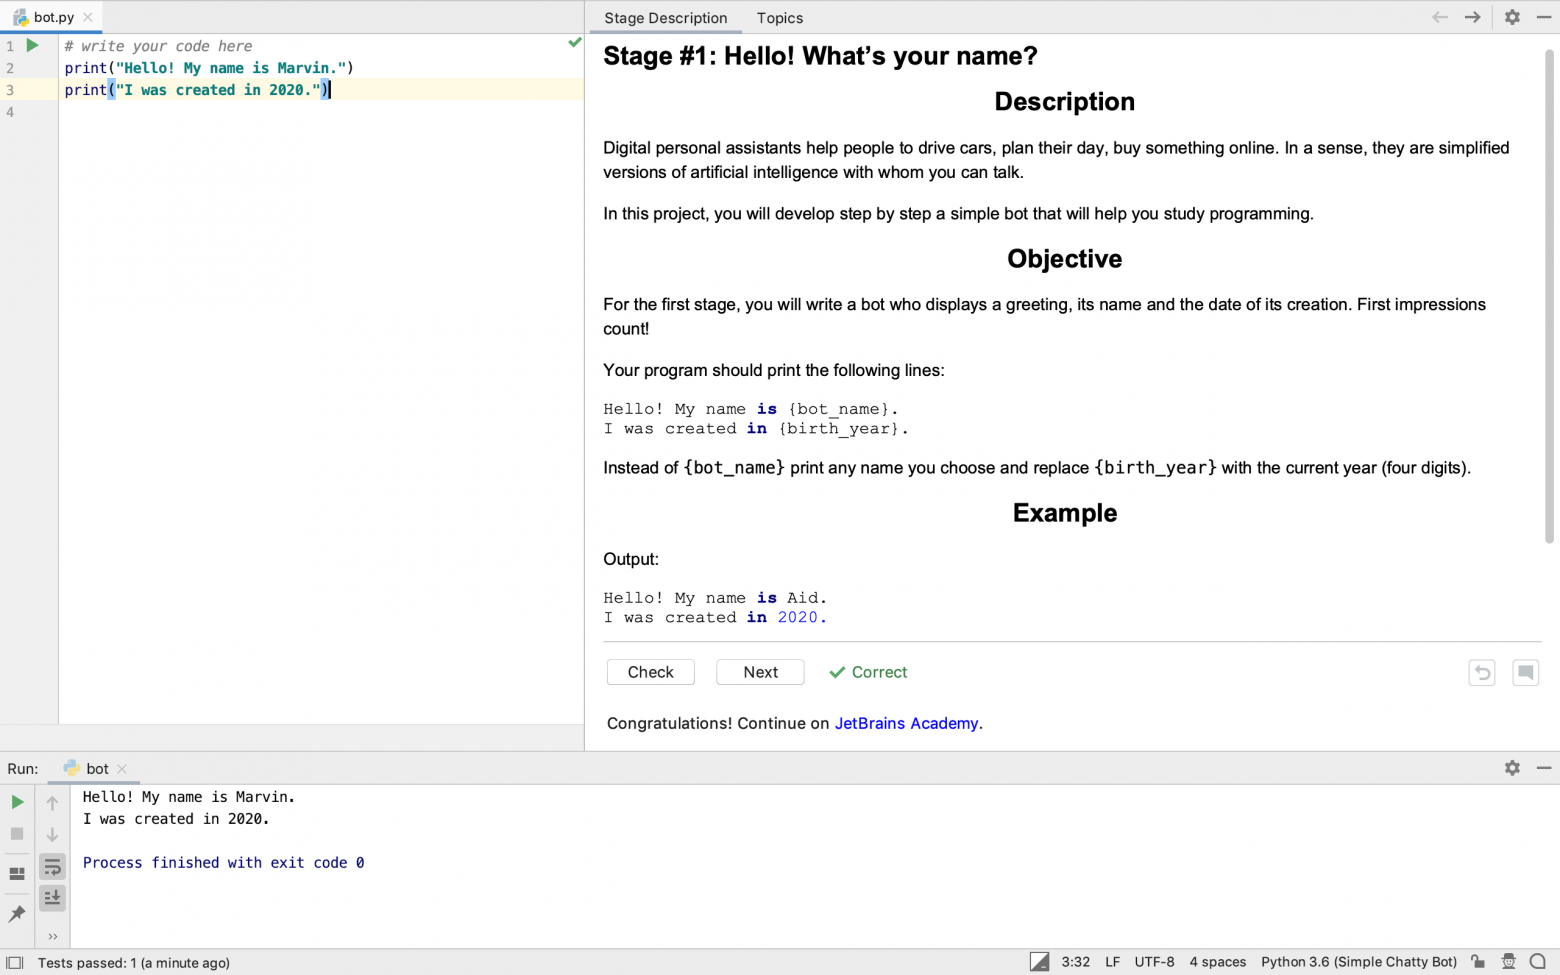 bot.py
1 # write your code here
2 print("Hello! My name is Marvin.")
3 print("I was created in 2020.")
4
Stage Description Topics
Stage #1: Hello! What’s your name?
Description
Digital personal assistants help people to drive cars, plan their day, buy something online. In a sense, they are simplified
versions of artificial intelligence with whom you can talk.
In this project, you will develop step by step a simple bot that will help you study programming.
Objective
For the first stage, you will write a bot who displays a greeting, its name and the date of its creation. First impressions
count!
Your program should print the following lines:
Hello! My name is {bot_name}.
I was created in {birth_year}.
Instead of {bot_name} print any name you choose and replace {birth_year} with the current year (four digits).
Example
Output:
Hello! My name is Aid.
I was created in 2020.
Check Next Correct
Congratulations! Continue on JetBrains Academy.
Run: bot
Hello! My name is Marvin.
I was created in 2020.
Process finished with exit code 0
Tests passed: 1 (a minute ago) 3:32 LF UTF-8 4 spaces Python 3.6 (Simple Chatty Bot)